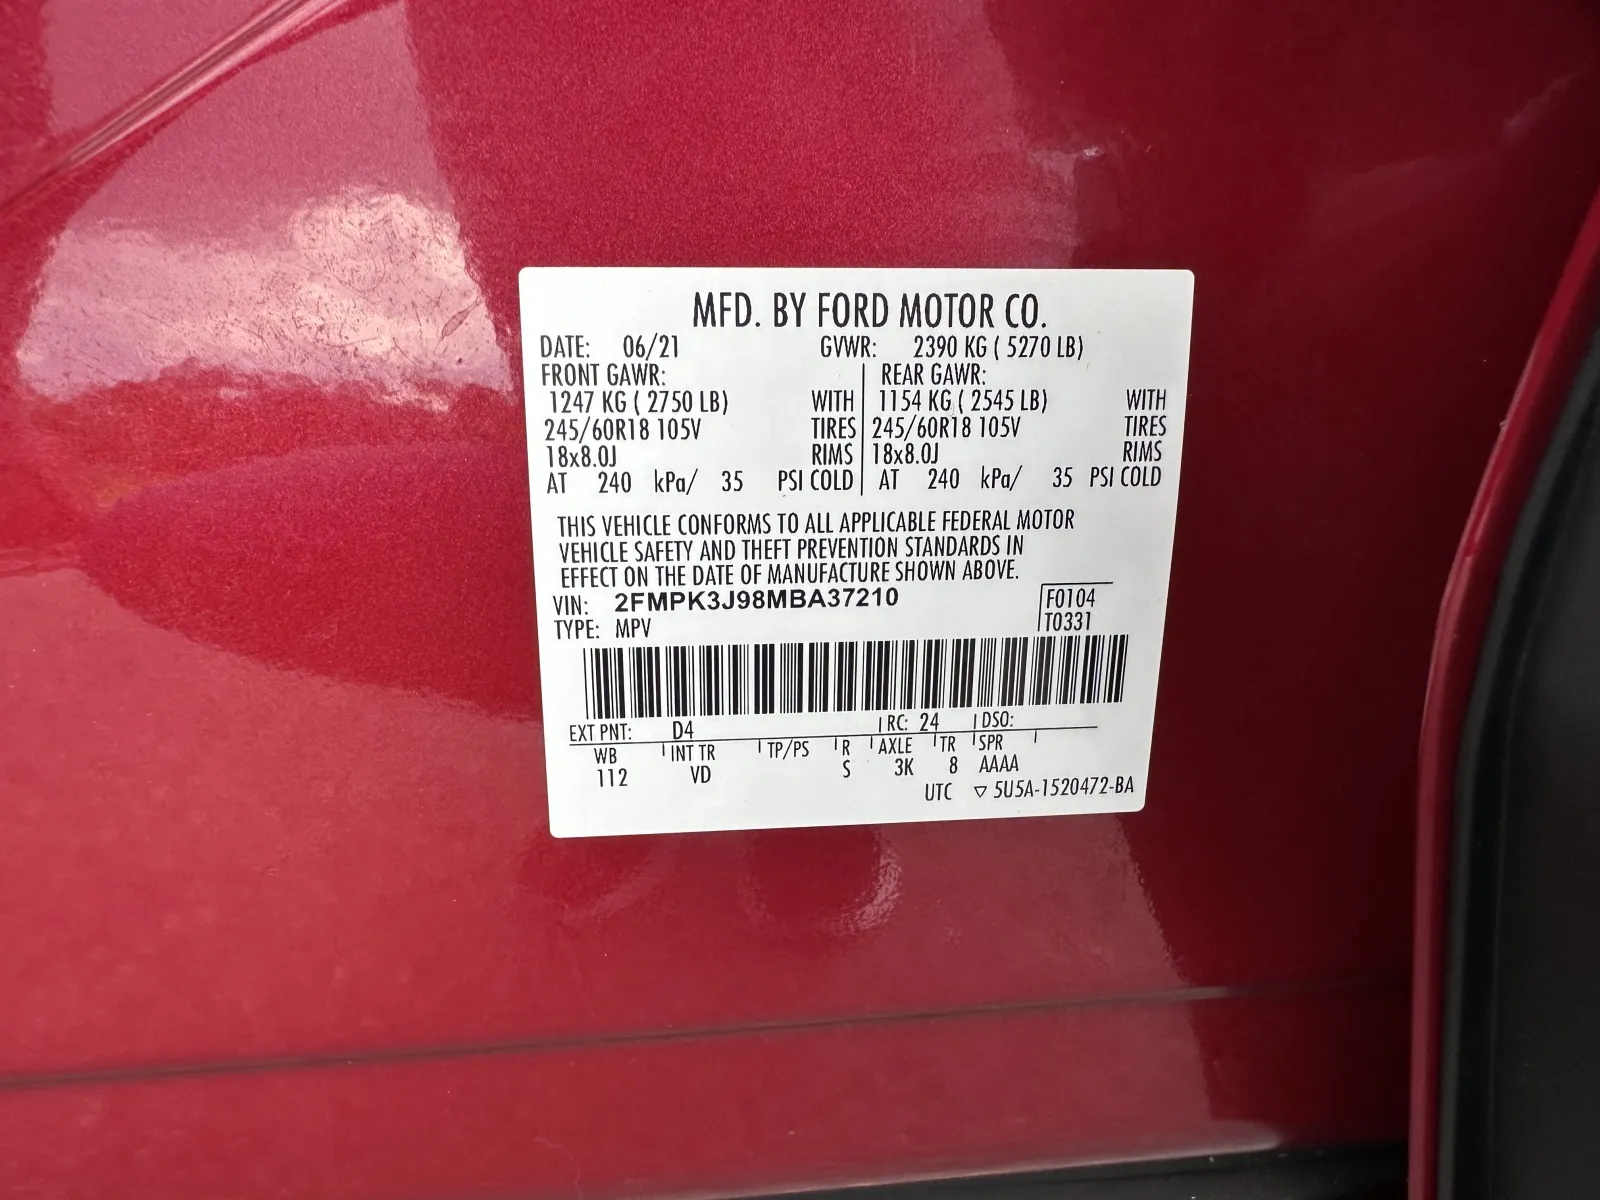 MFD. BY FORD MOTOR CO.
DATE: 06/21 GVWR: 2390 KG ( 5270 LB)
FRONT GAWR: REAR GAWR:
1247 KG ( 2750 LB) WITH 1154 KG ( 2545 LB) WITH
245/60R18 105V TIRES 245/60R18 105V TIRES
18x8.0J RIMS 18x8.0J RIMS
AT 240 kPa/ 35 PSI COLD AT 240 kPa/ 35 PSI COLD
THIS VEHICLE CONFORMS TO ALL APPLICABLE FEDERAL MOTOR
VEHICLE SAFETY AND THEFT PREVENTION STANDARDS IN
EFFECT ON THE DATE OF MANUFACTURE SHOWN ABOVE.
VIN: 2FMPK3J98MBA37210 F0104
TYPE: MPV T0331
EXT PNT: D4 RC: 24 DSO:
WB INT TR TP/PS R AXLE TR SPR
112 VD S 3K 8 AAAA
UTC ▽ 5U5A-1520472-BA